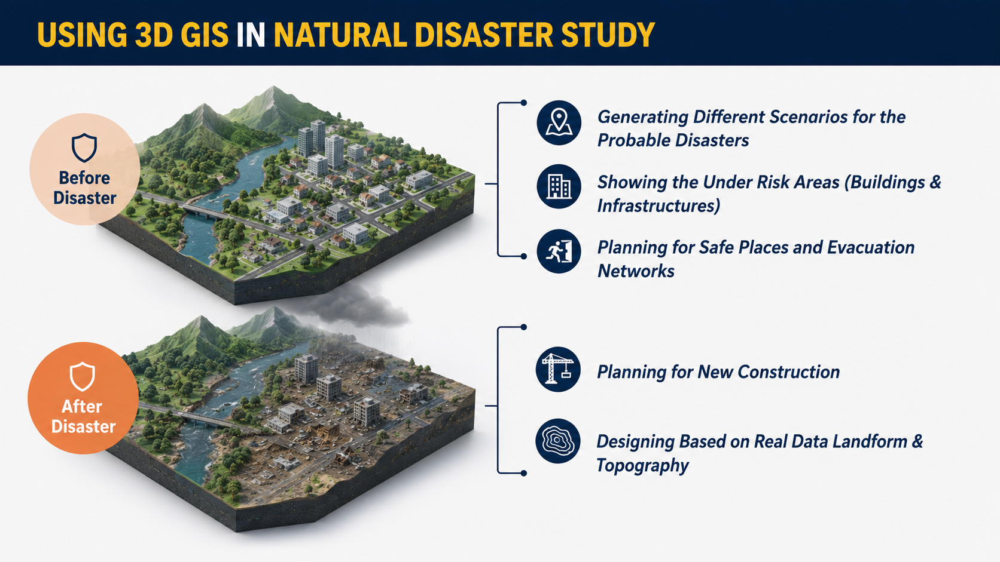 USING 3D GIS IN NATURAL DISASTER STUDY
Before
Disaster
Generating Different Scenarios for the
Probable Disasters
Showing the Under Risk Areas (Buildings &
Infrastructures)
Planning for Safe Places and Evacuation
Networks
After
Disaster
Planning for New Construction
Designing Based on Real Data Landform &
Topography